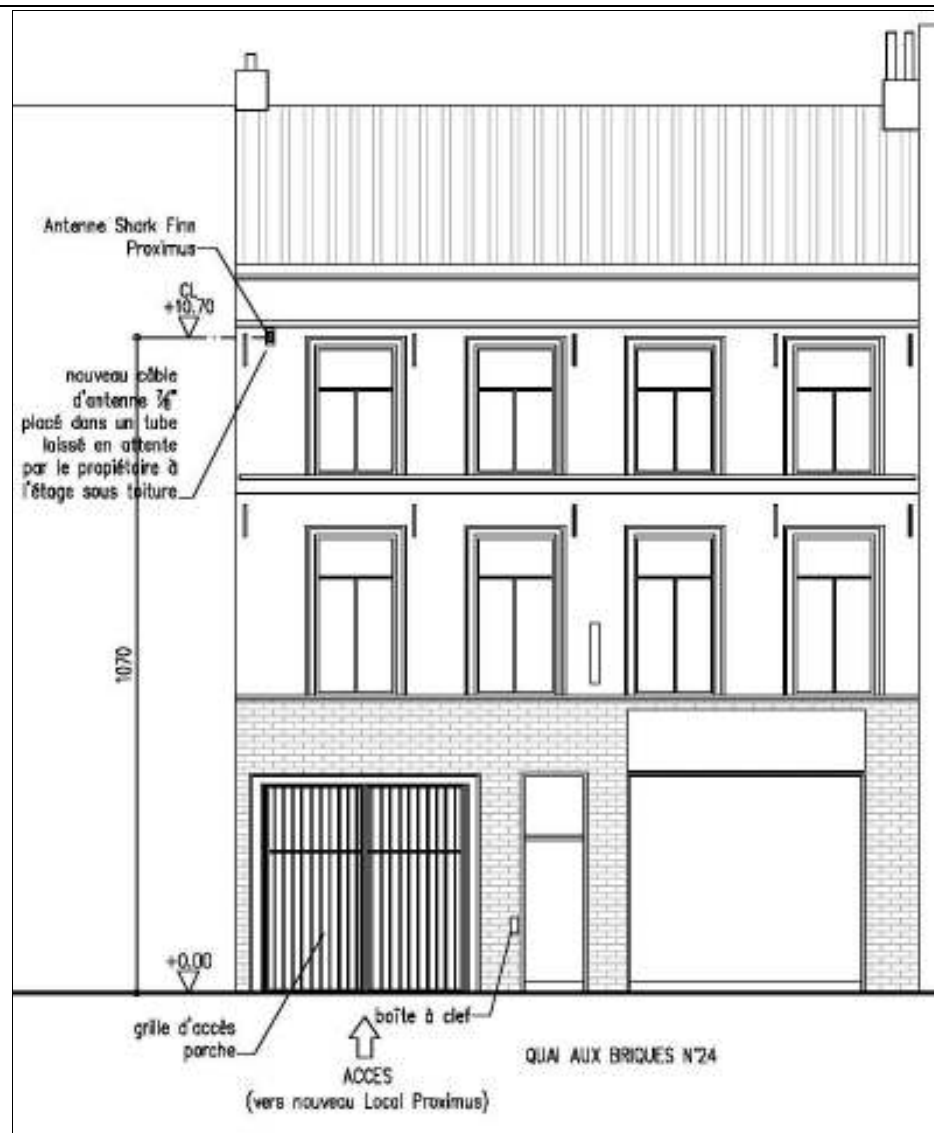 Antenne Shark Finn
Proximus
CL
+10.70
nouveau câble
d'antenne 7/8"
placé dans un tube
laissé en attente
par le propiétaire à
l'étage sous toiture
1070
+0.00
grille d'accès
porche
boîte à clef
ACCES
(vers nouveau Local Proximus)
QUAI AUX BRIQUES N°24